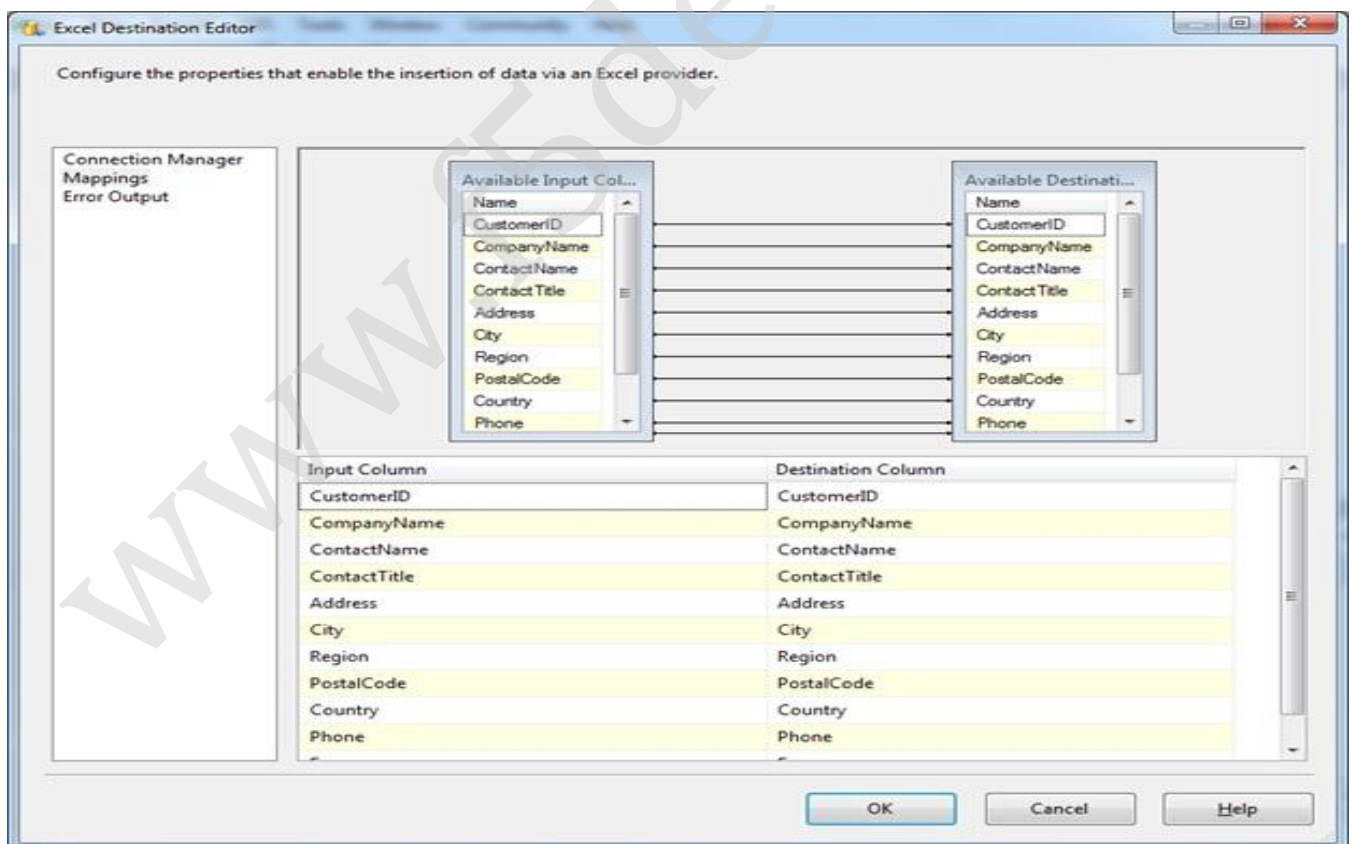 Excel Destination Editor
Configure the properties that enable the insertion of data via an Excel provider.
Connection Manager
Mappings
Error Output
Available Input Col...
Name
CustomerID
CompanyName
ContactName
ContactTitle
Address
City
Region
PostalCode
Country
Phone
Available Destinati...
Name
CustomerID
CompanyName
ContactName
ContactTitle
Address
City
Region
PostalCode
Country
Phone
Input Column Destination Column
CustomerID CustomerID
CompanyName CompanyName
ContactName ContactName
ContactTitle ContactTitle
Address Address
City City
Region Region
PostalCode PostalCode
Country Country
Phone Phone
OK Cancel Help
www.f5de